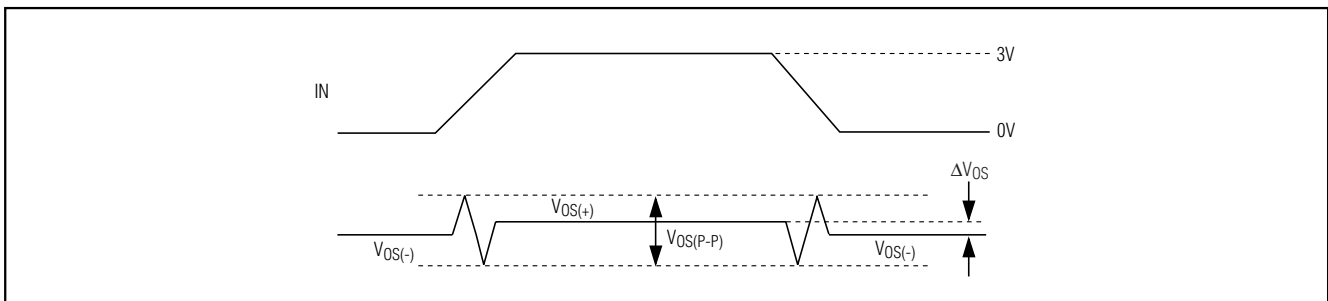 3V
IN
0V
ΔVOS
VOS(+)
VOS(P-P)
VOS(-)
VOS(-)